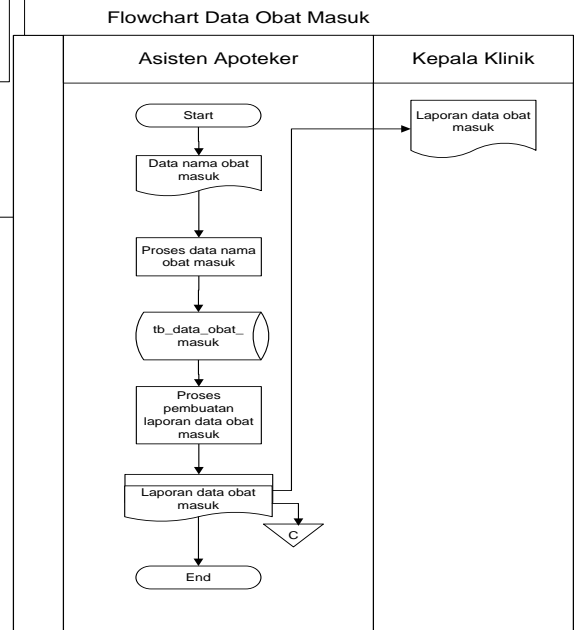 Flowchart Data Obat Masuk
Asisten Apoteker
Kepala Klinik
Start
Data nama obat
masuk
Proses data nama
obat masuk
tb_data_obat_
masuk
Proses
pembuatan
laporan data obat
masuk
Laporan data obat
masuk
C
End
Laporan data obat
masuk